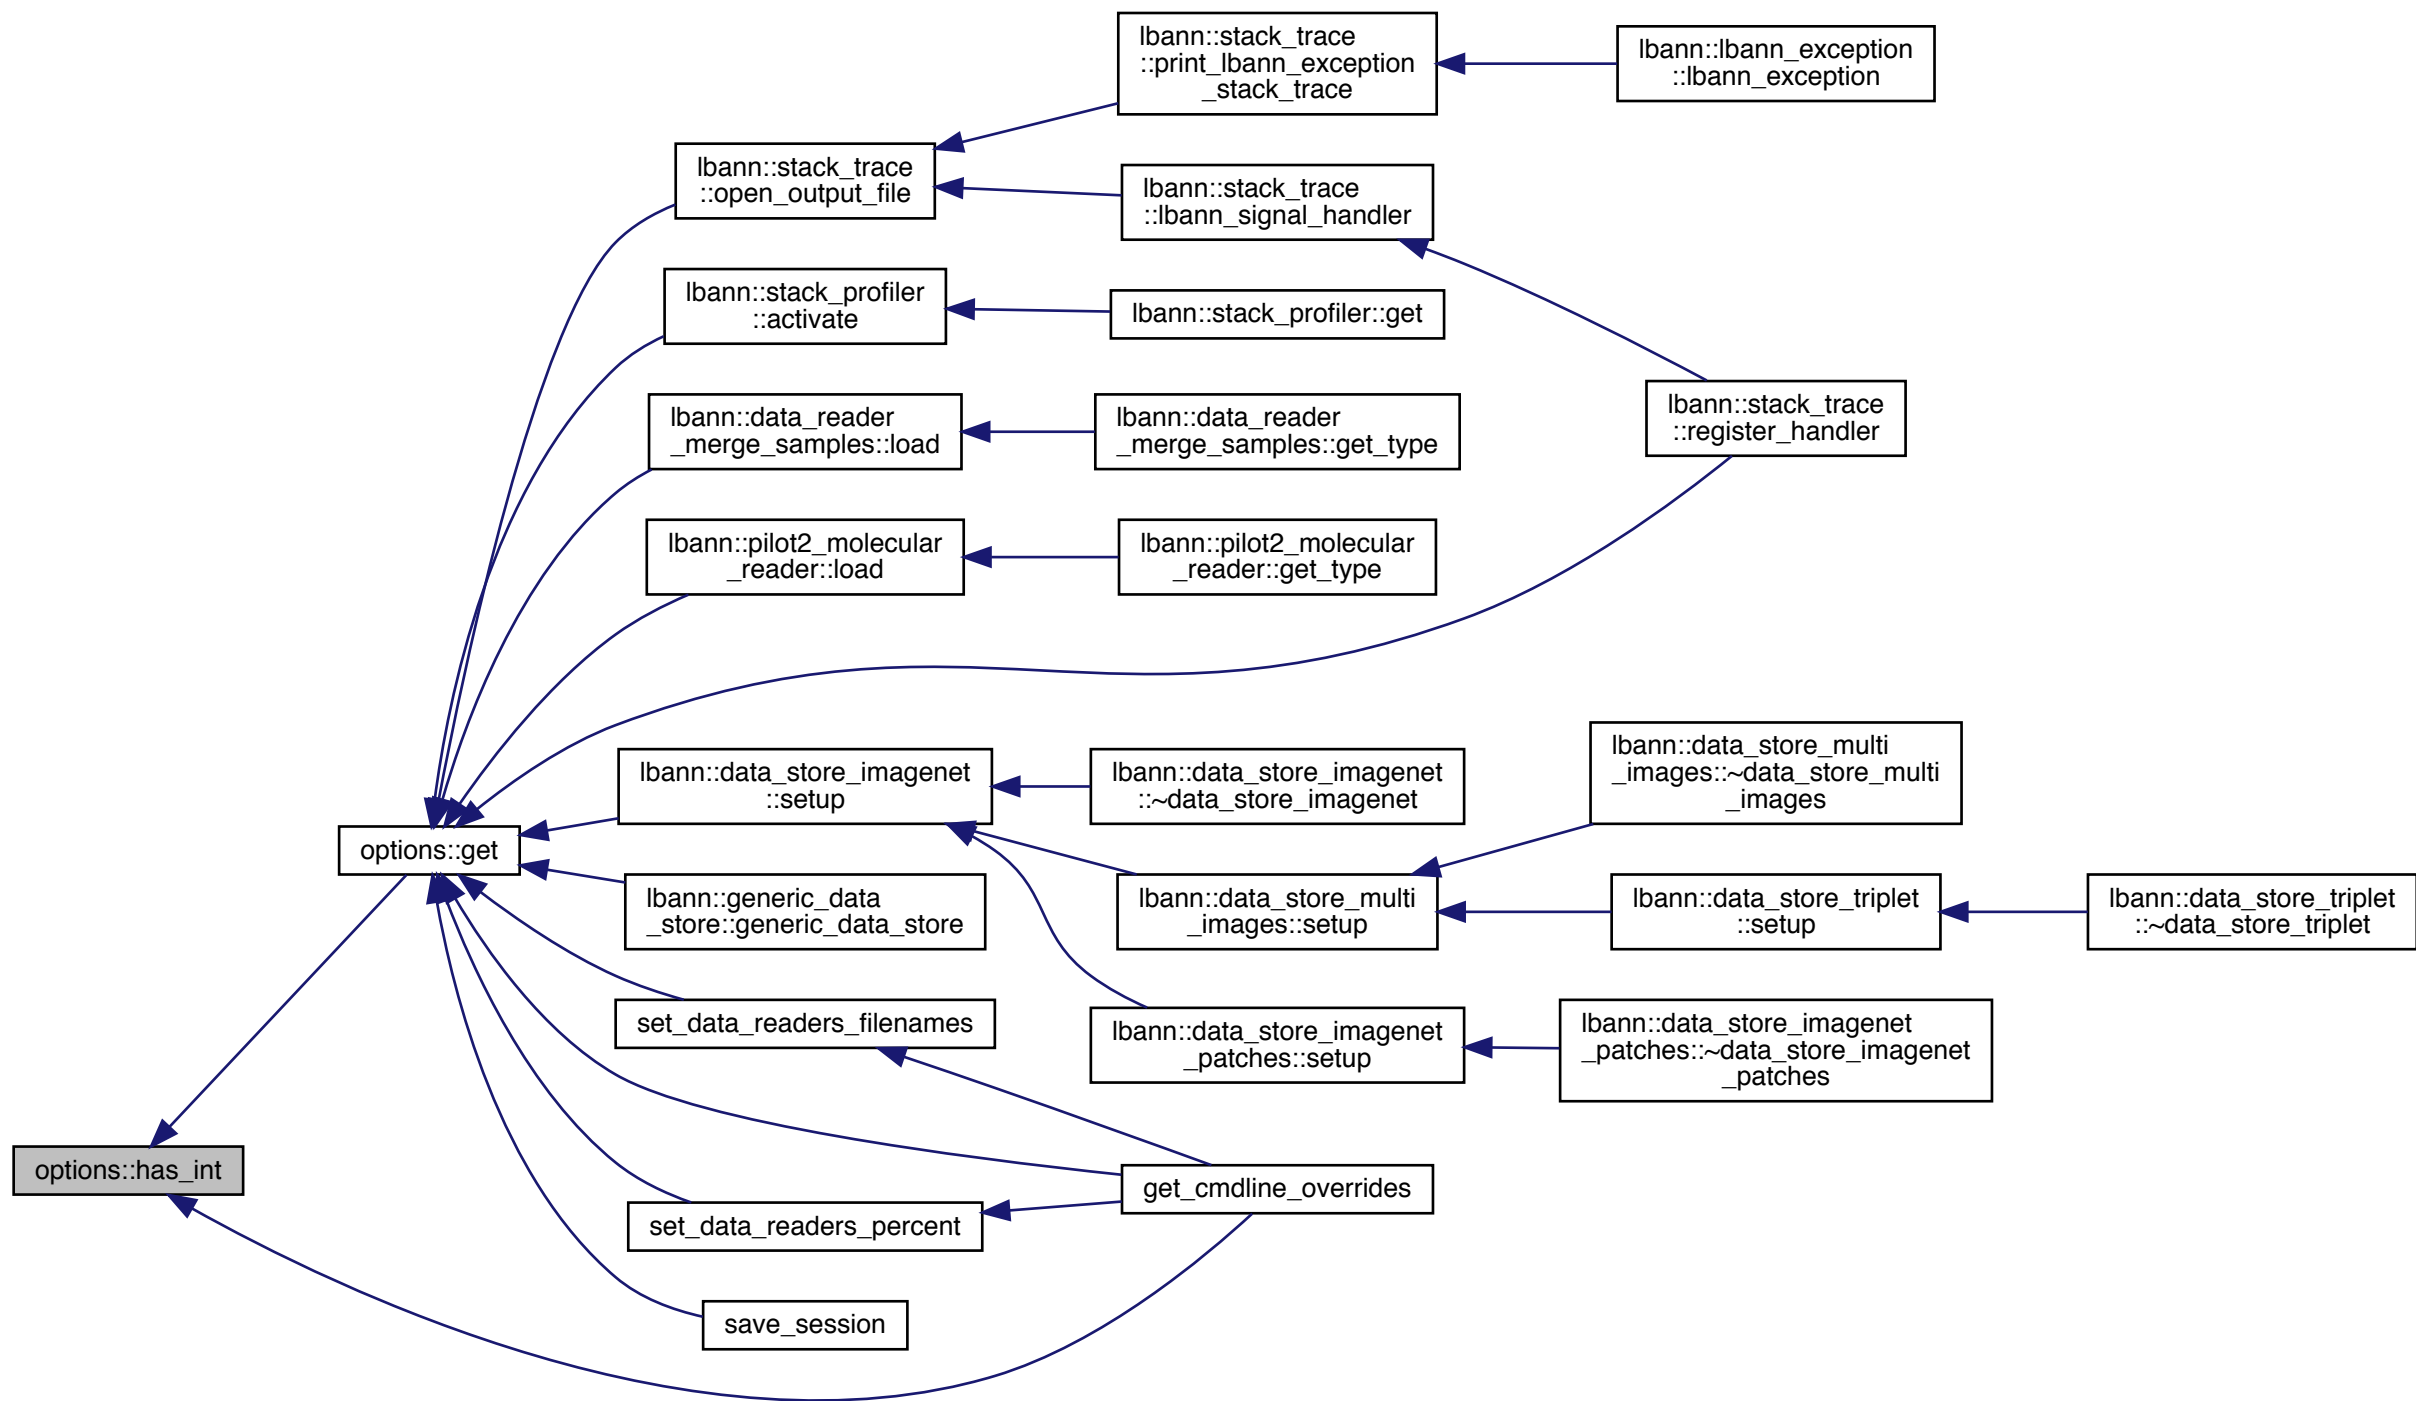 lbann::stack_trace
::print_lbann_exception
_stack_trace
lbann::lbann_exception
::lbann_exception
lbann::stack_trace
::open_output_file
lbann::stack_trace
::lbann_signal_handler
lbann::stack_profiler
::activate
lbann::stack_profiler::get
lbann::data_reader
_merge_samples::load
lbann::data_reader
_merge_samples::get_type
lbann::stack_trace
::register_handler
lbann::pilot2_molecular
_reader::load
lbann::pilot2_molecular
_reader::get_type
lbann::data_store_imagenet
::setup
lbann::data_store_imagenet
::~data_store_imagenet
lbann::data_store_multi
_images::~data_store_multi
_images
options::get
lbann::generic_data
_store::generic_data_store
lbann::data_store_multi
_images::setup
lbann::data_store_triplet
::setup
lbann::data_store_triplet
::~data_store_triplet
set_data_readers_filenames
lbann::data_store_imagenet
_patches::setup
lbann::data_store_imagenet
_patches::~data_store_imagenet
_patches
options::has_int
get_cmdline_overrides
set_data_readers_percent
save_session